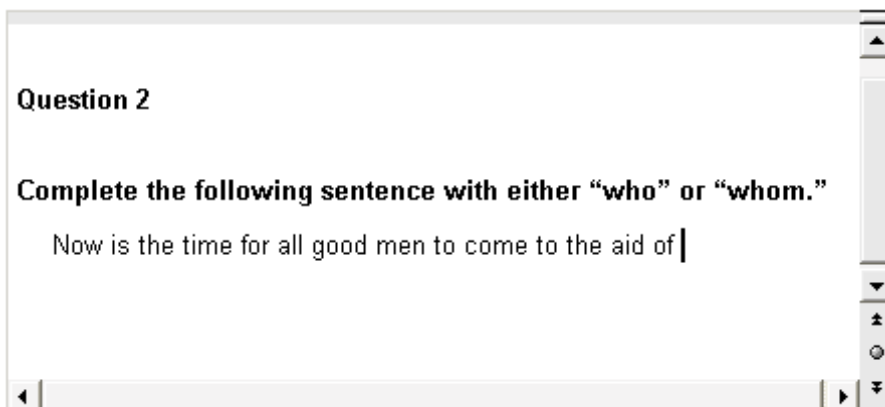 Question 2
Complete the following sentence with either “who” or “whom.”
Now is the time for all good men to come to the aid of